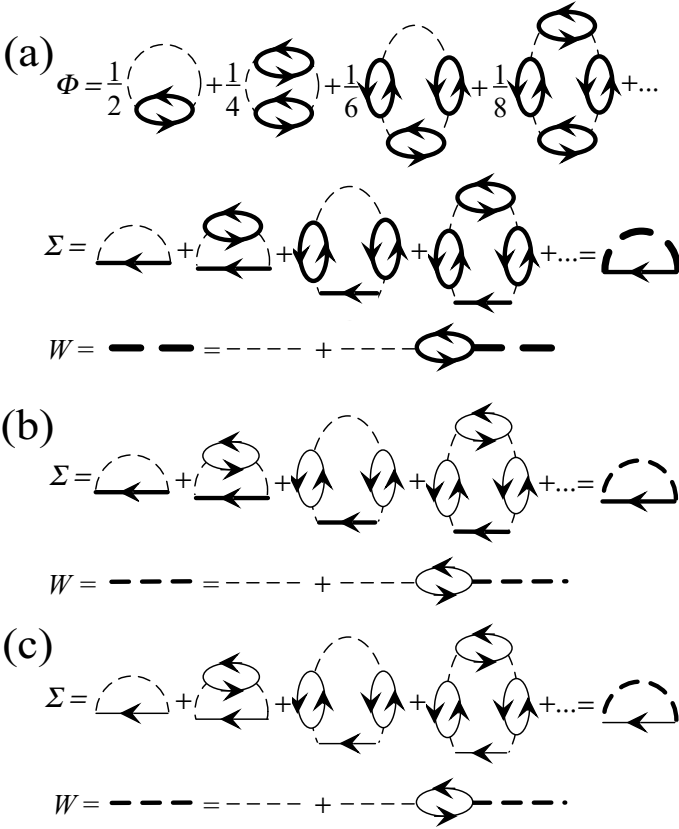 (a)
Φ = 1/2 + 1/4 + 1/6 + 1/8 + ...
Σ = + + + + ... =
W = = +
(b)
Σ = + + + + ... =
W = = +
(c)
Σ = + + + + ... =
W = = +